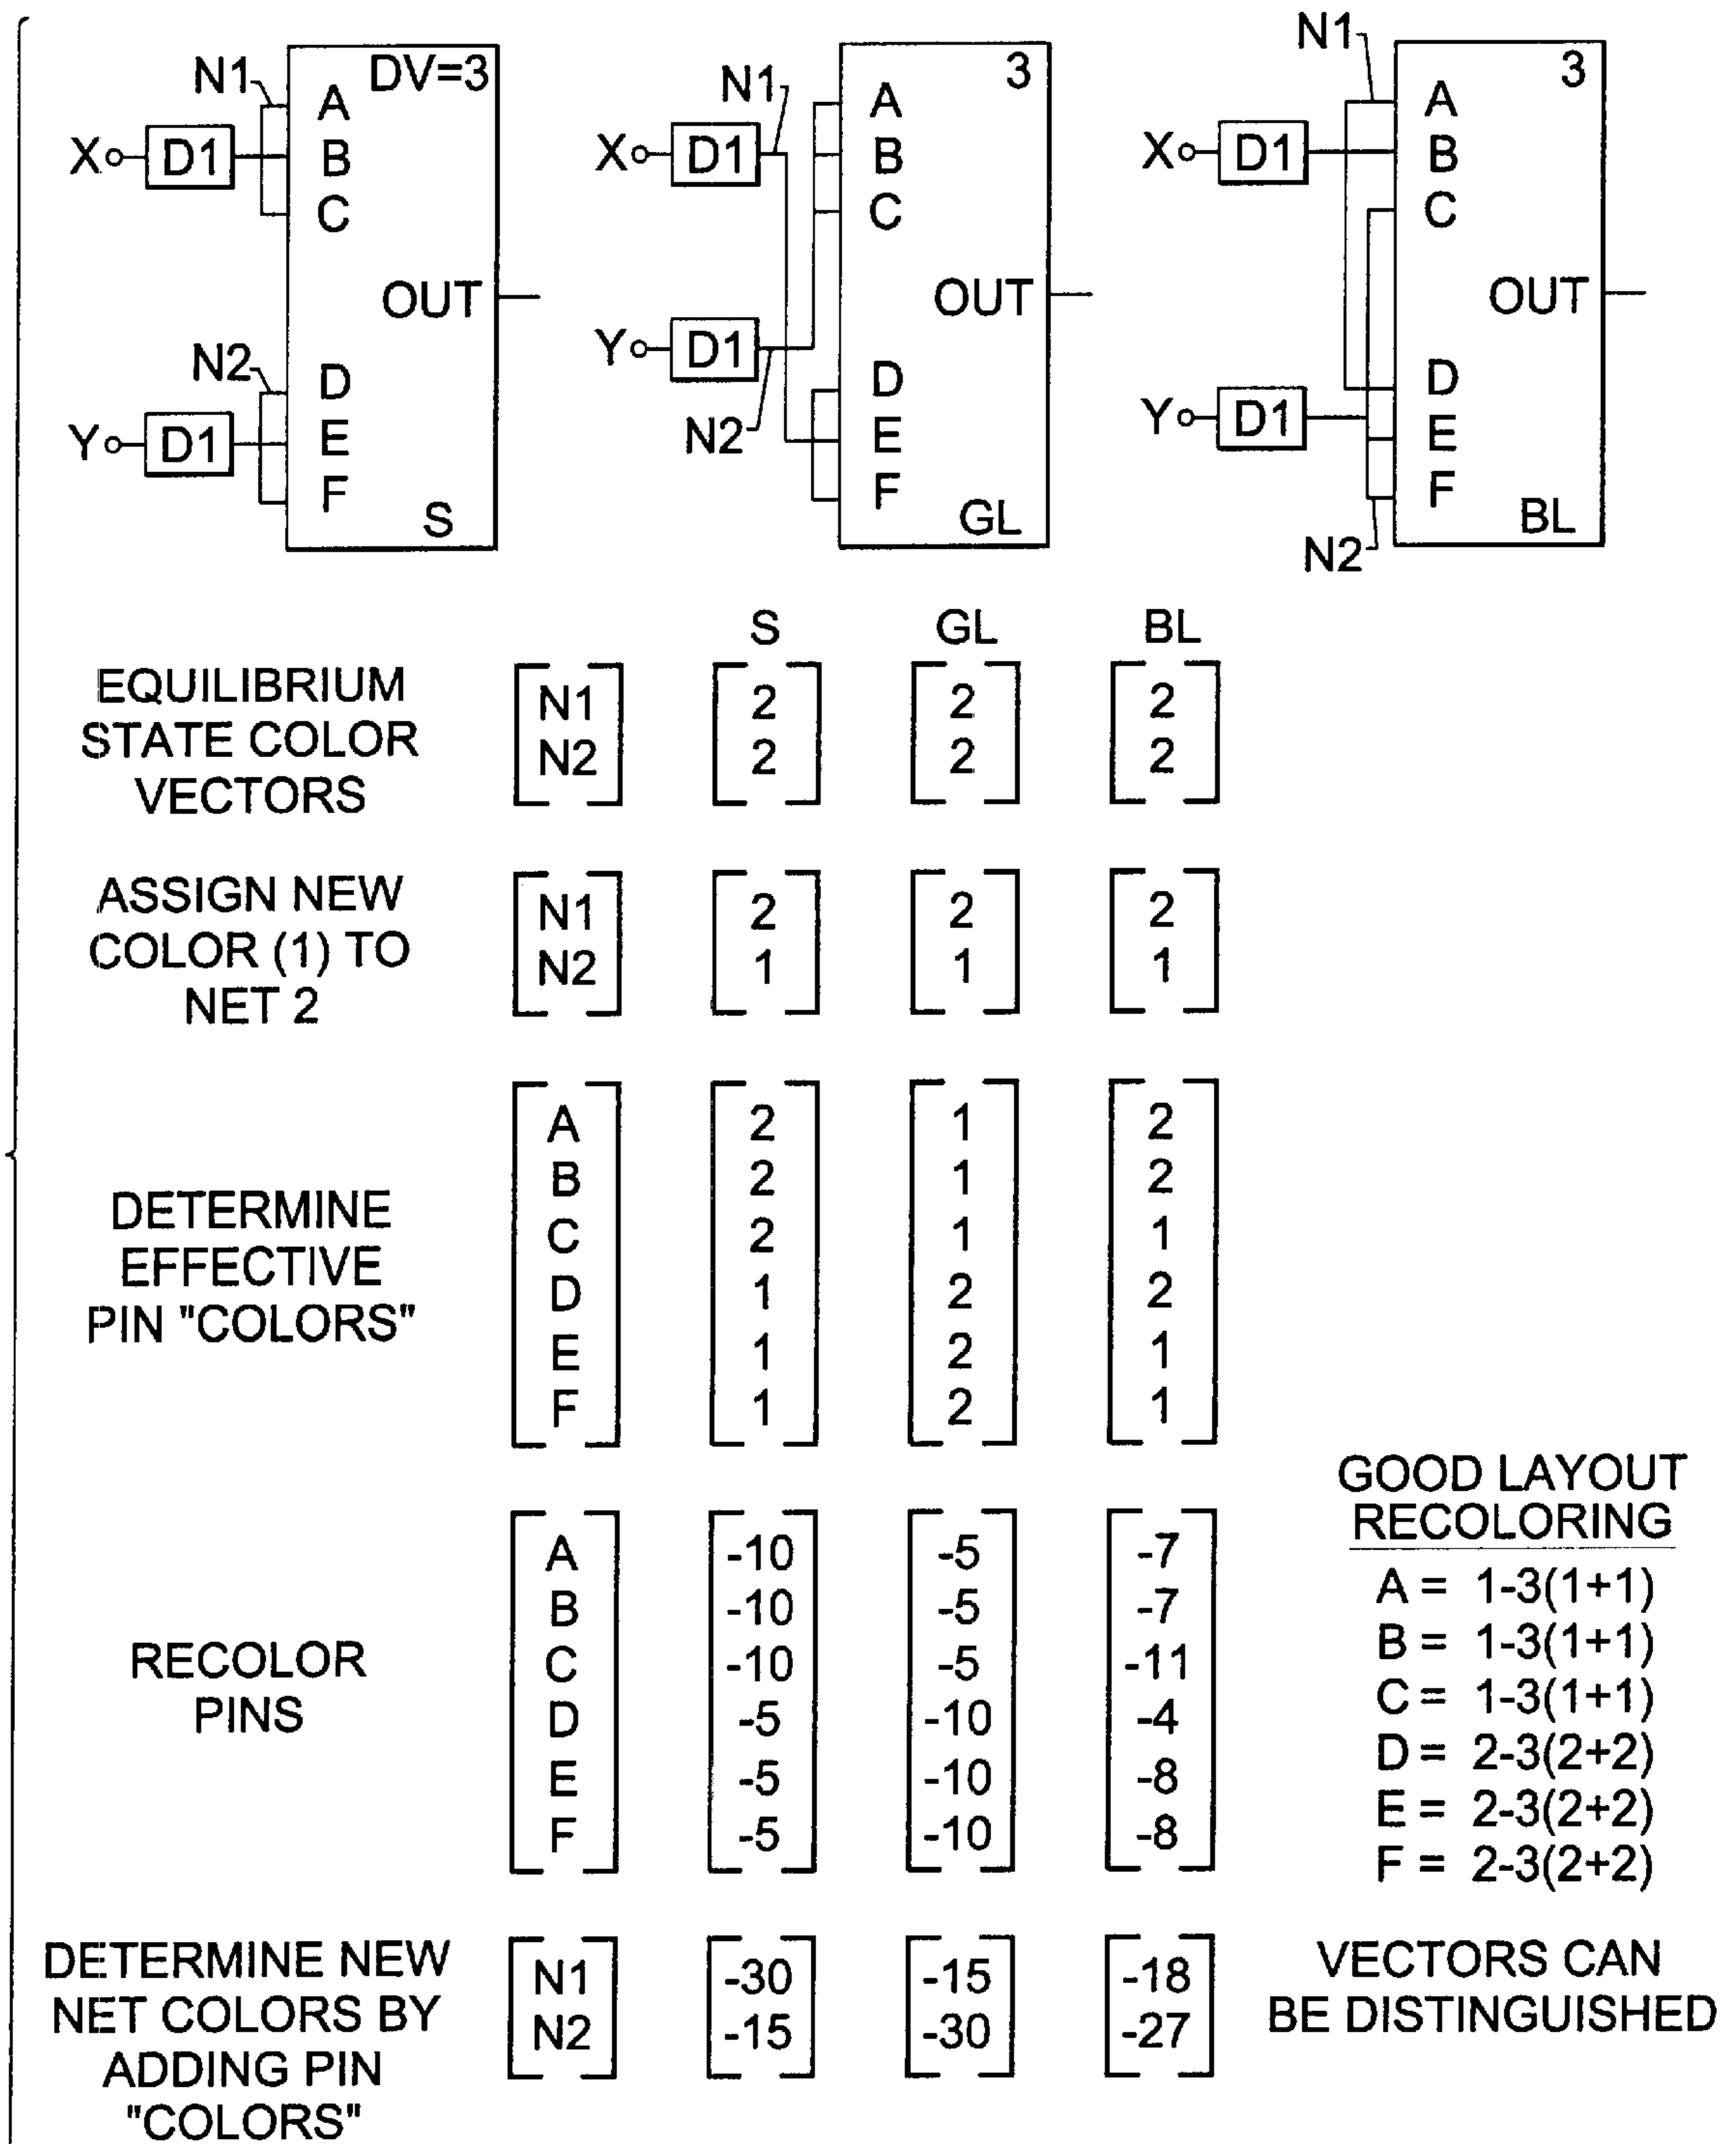 N1 DV=3
A
X D1 B
C
OUT
N2 D
Y D1 E
F
S
N1 3
A
X D1 B
C
OUT
Y D1
D
N2 E
F
GL
N1 3
A
X D1 B
C
OUT
D
Y D1 E
F
N2 BL
S GL BL
EQUILIBRIUM
STATE COLOR
VECTORS
N1 2 2 2
N2 2 2 2
ASSIGN NEW
COLOR (1) TO
NET 2
N1 2 2 2
N2 1 1 1
DETERMINE
EFFECTIVE
PIN "COLORS"
A 2 1 2
B 2 1 2
C 2 1 1
D 1 2 2
E 1 2 1
F 1 2 1
RECOLOR
PINS
A -10 -5 -7
B -10 -5 -7
C -10 -5 -11
D -5 -10 -4
E -5 -10 -8
F -5 -10 -8
GOOD LAYOUT
RECOLORING
A = 1-3(1+1)
B = 1-3(1+1)
C = 1-3(1+1)
D = 2-3(2+2)
E = 2-3(2+2)
F = 2-3(2+2)
DETERMINE NEW
NET COLORS BY
ADDING PIN
"COLORS"
N1 -30 -15 -18
N2 -15 -30 -27
VECTORS CAN
BE DISTINGUISHED